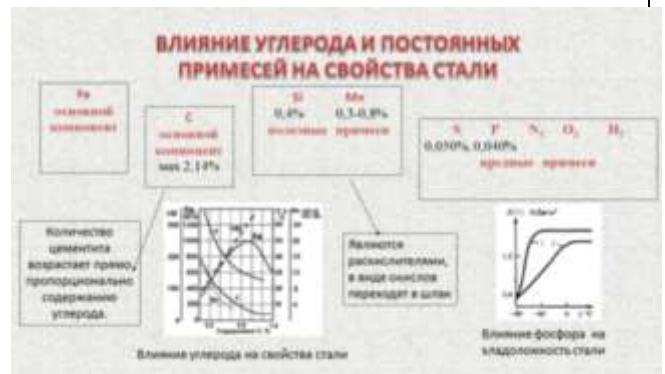 ВЛИЯНИЕ УГЛЕРОДА И ПОСТОЯННЫХ
ПРИМЕСЕЙ НА СВОЙСТВА СТАЛИ
Fe
основной
компонент
C
основной
компонент
max 2,14%
Si Mn
0,4% 0,3-0,8%
полезные примеси
S P N₂ O₂ H₂
0,050% 0,040%
вредные примеси
Количество
цементита
возрастает прямо
пропорционально
содержанию
углерода.
Являются
раскислителями,
в виде окислов
переходят в шлак
Влияние углерода на свойства стали
Влияние фосфора на
хладоложность стали